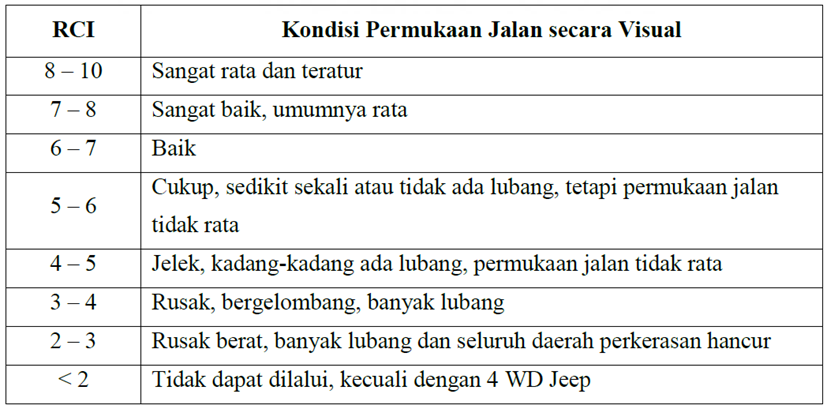 RCI Kondisi Permukaan Jalan secara Visual
8 – 10 Sangat rata dan teratur
7 – 8 Sangat baik, umumnya rata
6 – 7 Baik
5 – 6 Cukup, sedikit sekali atau tidak ada lubang, tetapi permukaan jalan
tidak rata
4 – 5 Jelek, kadang-kadang ada lubang, permukaan jalan tidak rata
3 – 4 Rusak, bergelombang, banyak lubang
2 – 3 Rusak berat, banyak lubang dan seluruh daerah perkerasan hancur
< 2 Tidak dapat dilalui, kecuali dengan 4 WD Jeep